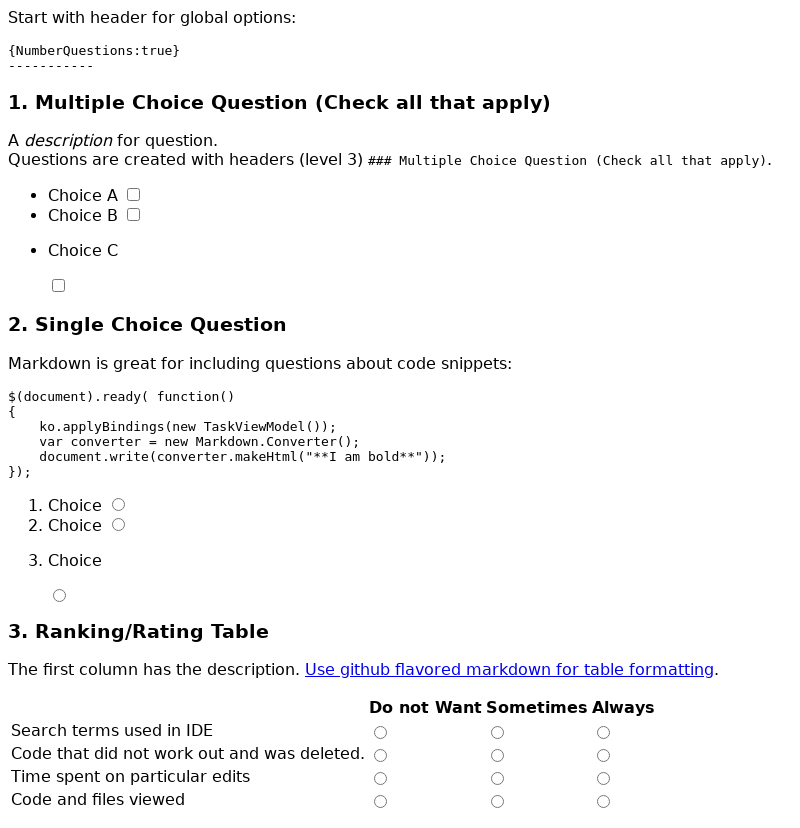 Start with header for global options:
{NumberQuestions:true}
-----------
1. Multiple Choice Question (Check all that apply)
A description for question.
Questions are created with headers (level 3) ### Multiple Choice Question (Check all that apply).
• Choice A
• Choice B
• Choice C
2. Single Choice Question
Markdown is great for including questions about code snippets:
$(document).ready( function()
{
    ko.applyBindings(new TaskViewModel());
    var converter = new Markdown.Converter();
    document.write(converter.makeHtml("**I am bold**"));
});
1. Choice
2. Choice
3. Choice
3. Ranking/Rating Table
The first column has the description. Use github flavored markdown for table formatting.
Do not Want Sometimes Always
Search terms used in IDE
Code that did not work out and was deleted.
Time spent on particular edits
Code and files viewed